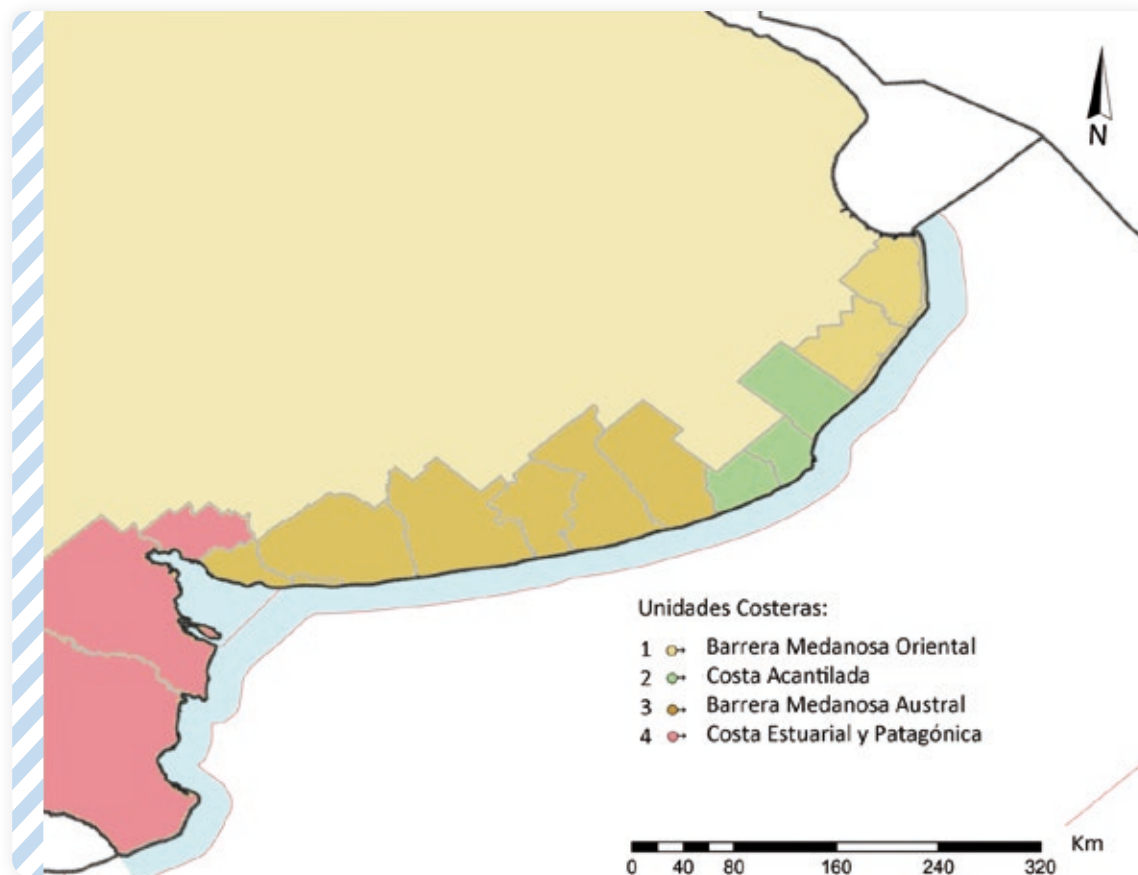 N
Unidades Costeras:
1 Barrera Medanosa Oriental
2 Costa Acantilada
3 Barrera Medanosa Austral
4 Costa Estuarial y Patagónica
Km
0 40 80 160 240 320